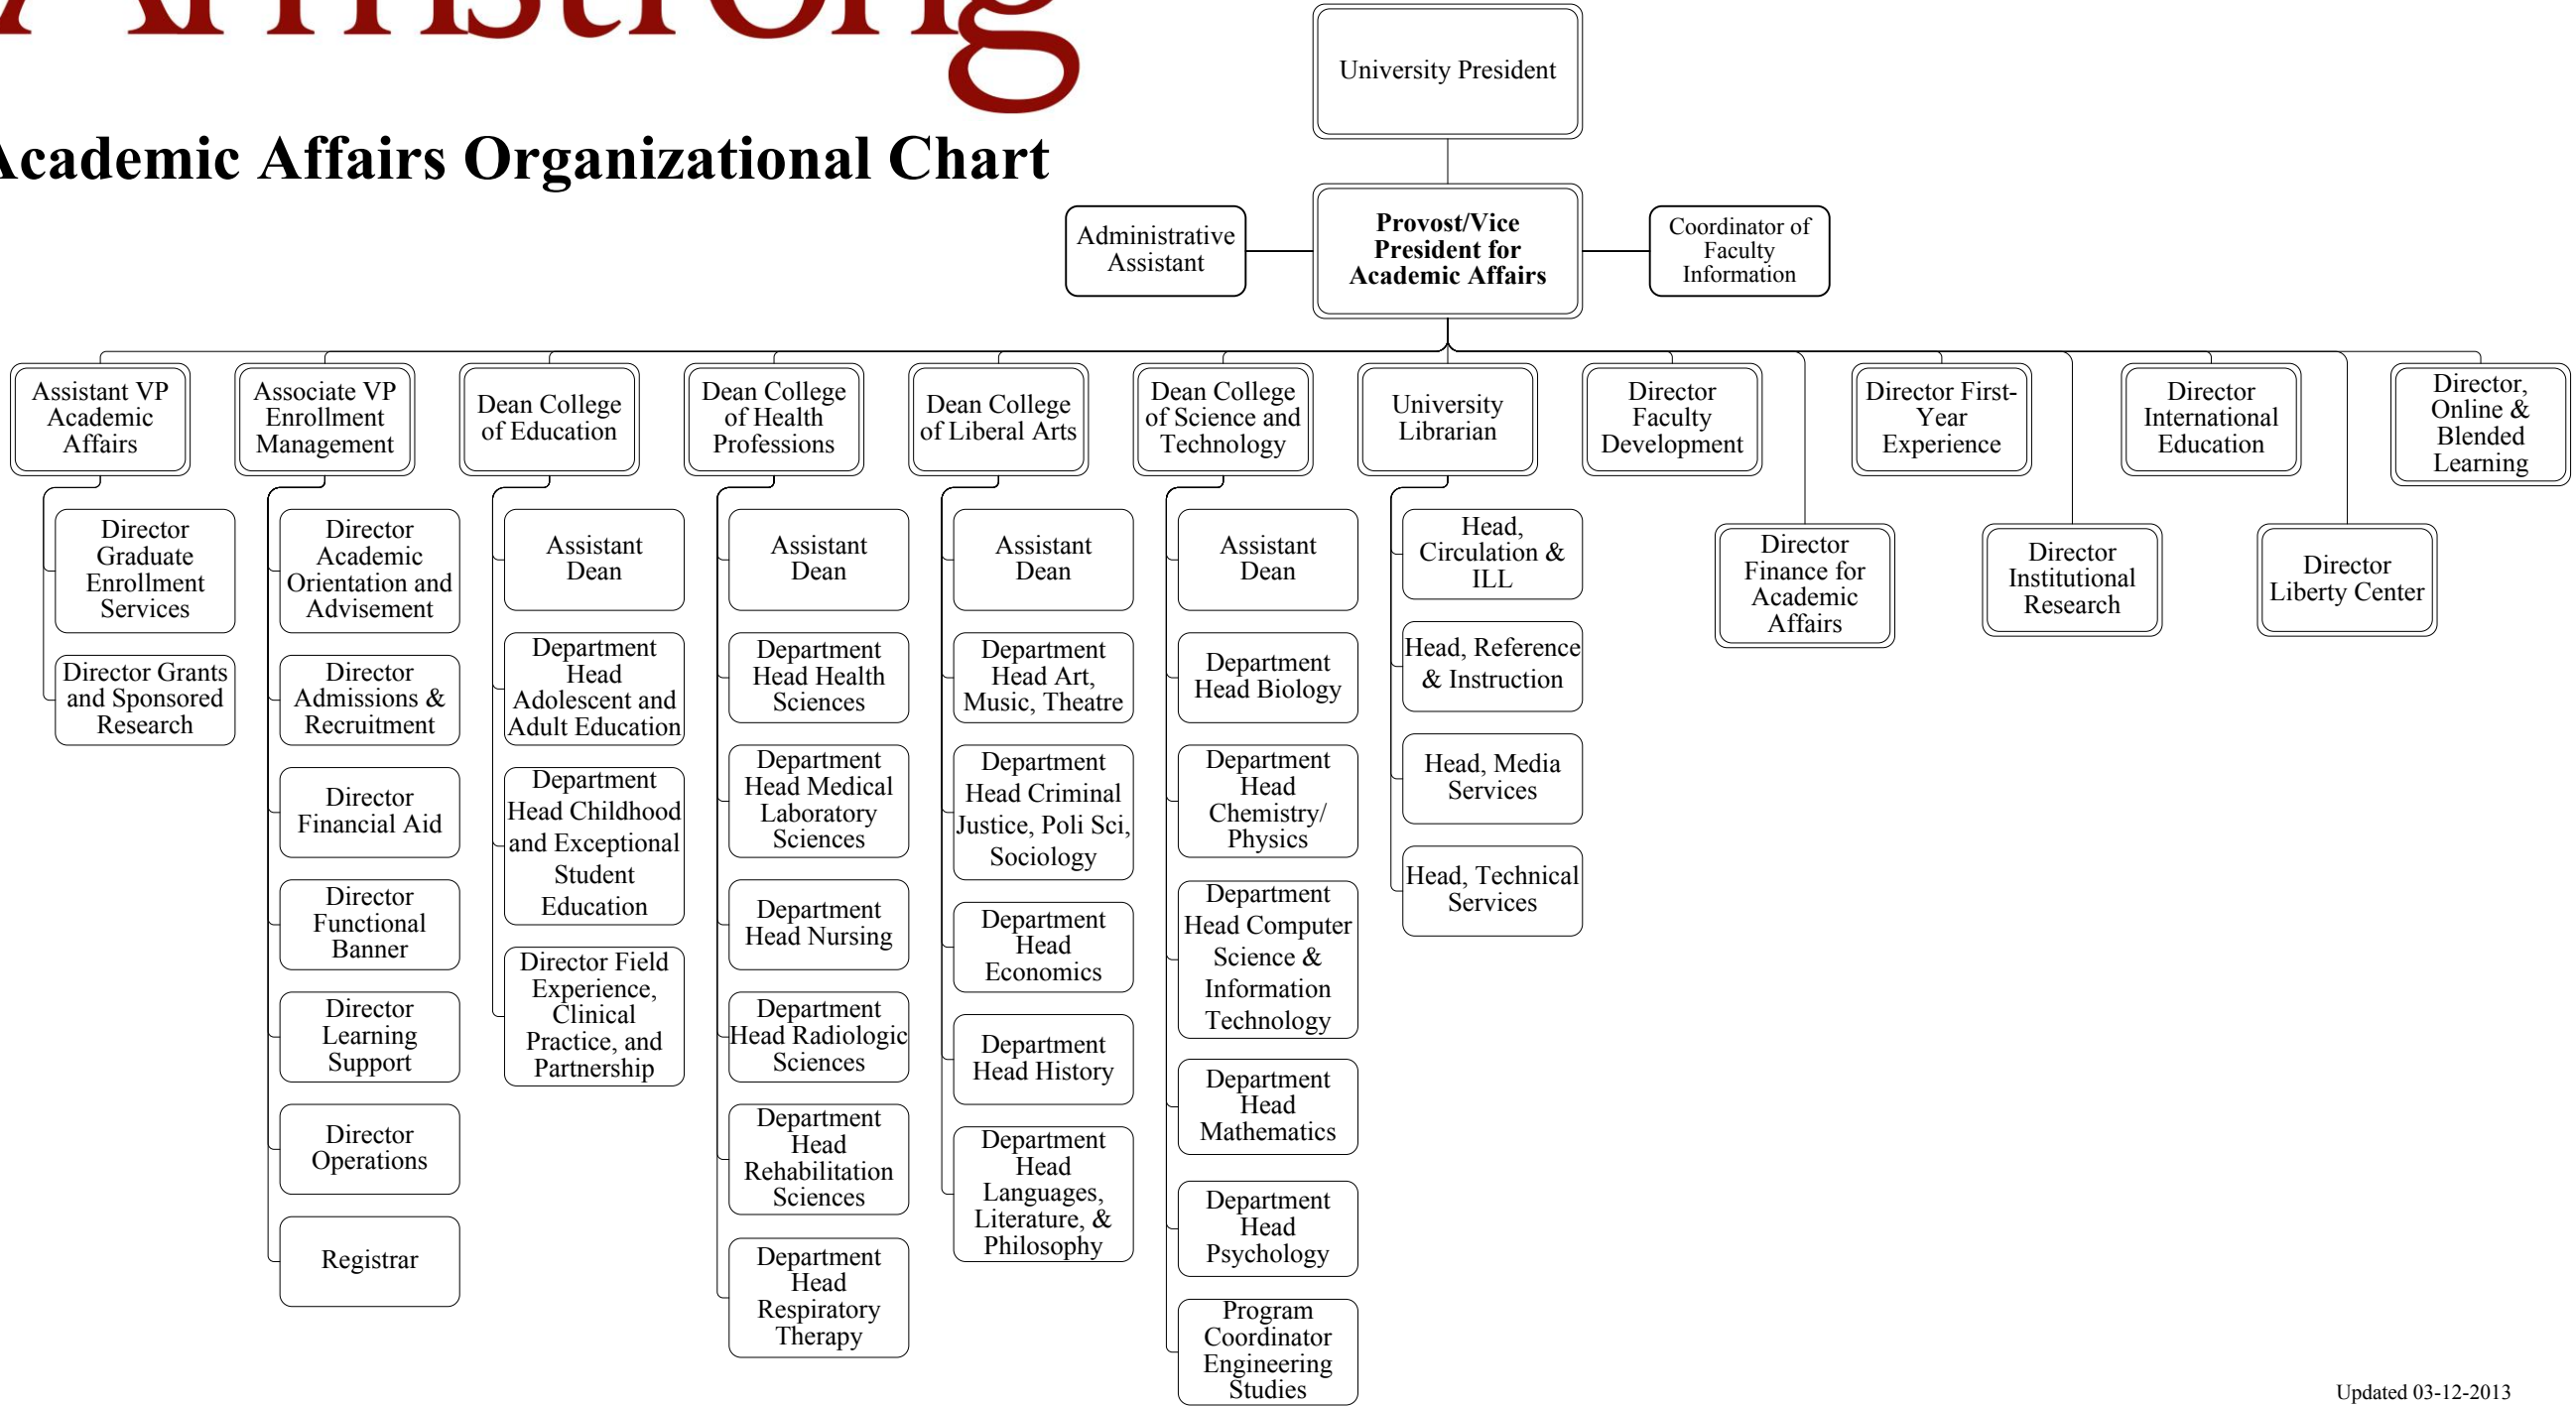 Armstrong
Academic Affairs Organizational Chart
University President
Administrative
Assistant
Provost/Vice
President for
Academic Affairs
Coordinator of
Faculty
Information
Assistant VP
Academic
Affairs
Associate VP
Enrollment
Management
Dean College
of Education
Dean College
of Health
Professions
Dean College
of Liberal Arts
Dean College
of Science and
Technology
University
Librarian
Director
Faculty
Development
Director First-
Year
Experience
Director
International
Education
Director,
Online &
Blended
Learning
Director
Finance for
Academic
Affairs
Director
Institutional
Research
Director
Liberty Center
Director
Graduate
Enrollment
Services
Director Grants
and Sponsored
Research
Director
Academic
Orientation and
Advisement
Director
Admissions &
Recruitment
Director
Financial Aid
Director
Functional
Banner
Director
Learning
Support
Director
Operations
Registrar
Assistant
Dean
Department
Head
Adolescent and
Adult Education
Department
Head Childhood
and Exceptional
Student
Education
Director Field
Experience,
Clinical
Practice, and
Partnership
Assistant
Dean
Department
Head Health
Sciences
Department
Head Medical
Laboratory
Sciences
Department
Head Nursing
Department
Head Radiologic
Sciences
Department
Head
Rehabilitation
Sciences
Department
Head
Respiratory
Therapy
Assistant
Dean
Department
Head Art,
Music, Theatre
Department
Head Criminal
Justice, Poli Sci,
Sociology
Department
Head
Economics
Department
Head History
Department
Head
Languages,
Literature, &
Philosophy
Assistant
Dean
Department
Head Biology
Department
Head
Chemistry/
Physics
Department
Head Computer
Science &
Information
Technology
Department
Head
Mathematics
Department
Head
Psychology
Program
Coordinator
Engineering
Studies
Head,
Circulation &
ILL
Head, Reference
& Instruction
Head, Media
Services
Head, Technical
Services
Updated 03-12-2013